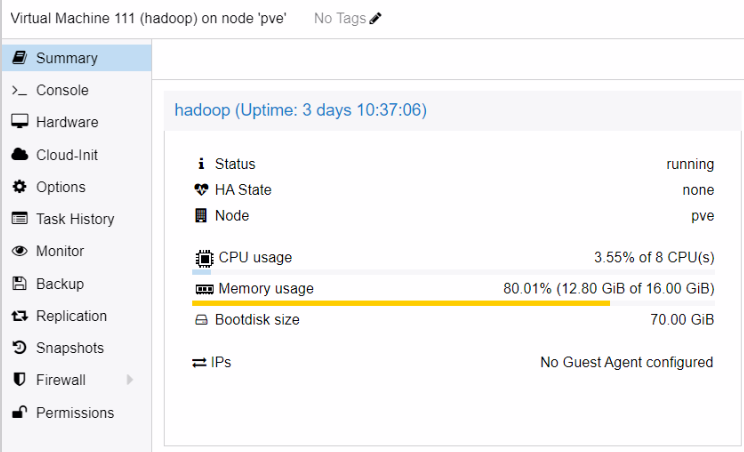 Virtual Machine 111 (hadoop) on node 'pve' No Tags
Summary
Console
Hardware
Cloud-Init
Options
Task History
Monitor
Backup
Replication
Snapshots
Firewall
Permissions
hadoop (Uptime: 3 days 10:37:06)
Status running
HA State none
Node pve
CPU usage 3.55% of 8 CPU(s)
Memory usage 80.01% (12.80 GiB of 16.00 GiB)
Bootdisk size 70.00 GiB
IPs No Guest Agent configured